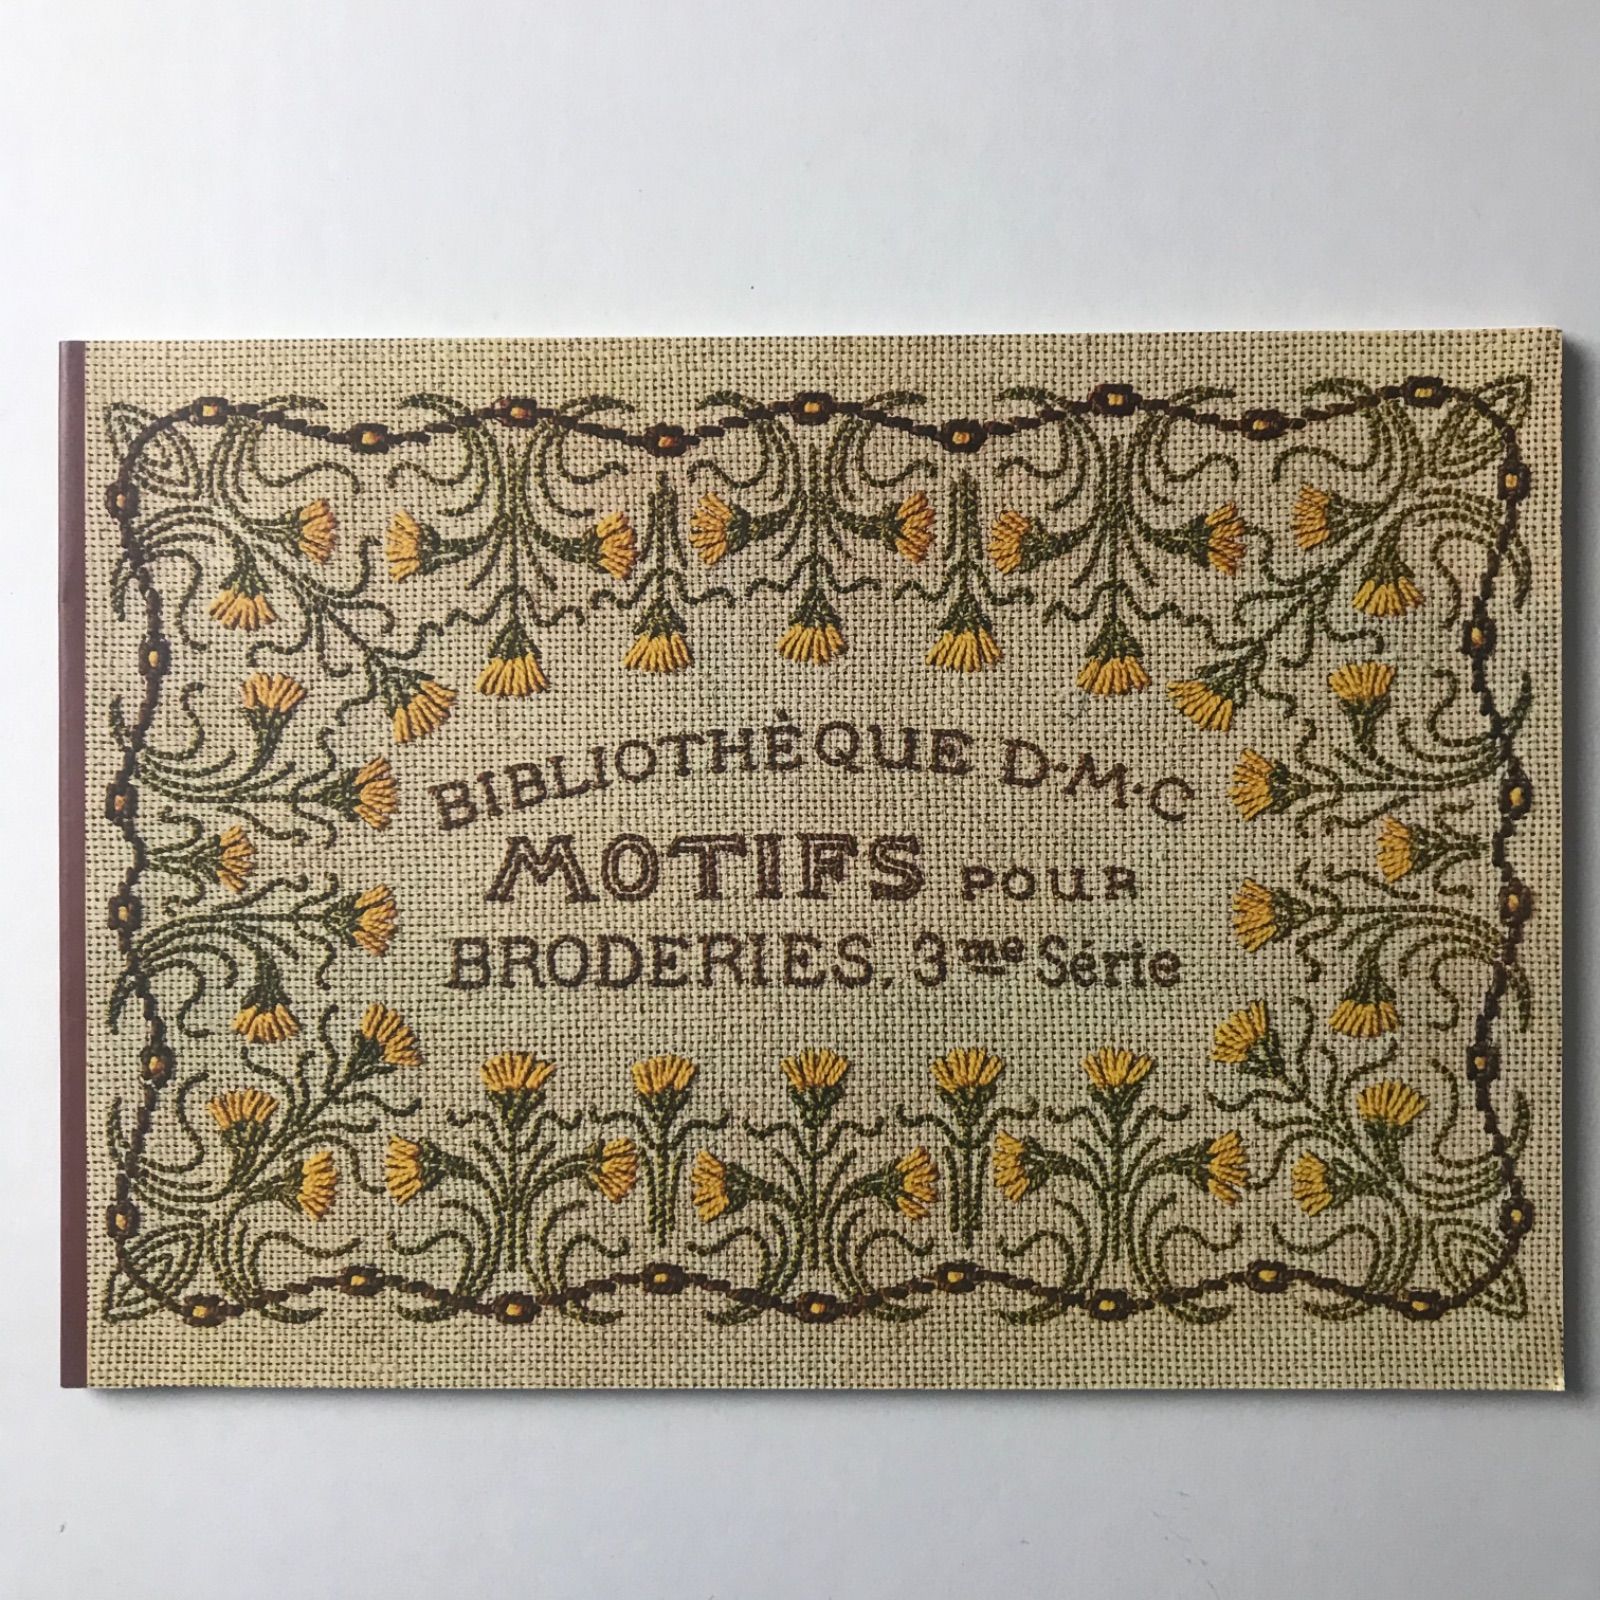 BIBLIOTHÈQUE D·M·C
MOTIFS POUR
BRODERIES. 3me Série